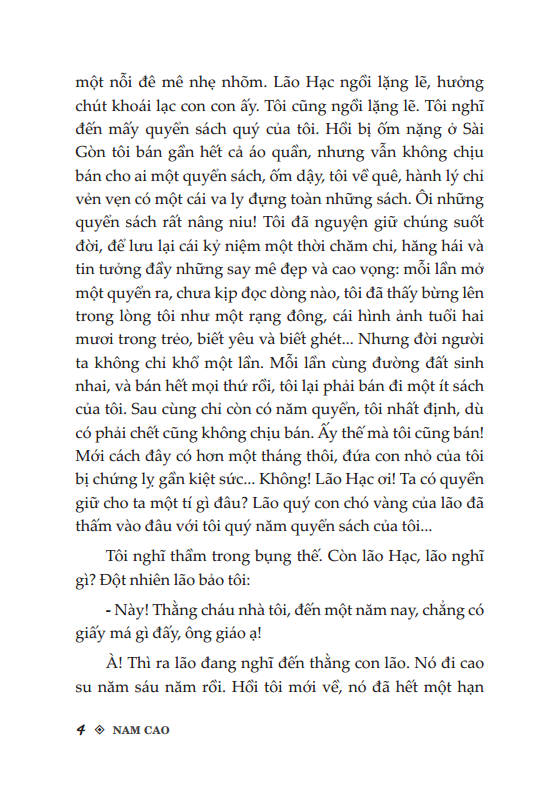 một nỗi đê mê nhẹ nhõm. Lão Hạc ngồi lặng lẽ, hưởng
chút khoái lạc con con ấy. Tôi cũng ngồi lặng lẽ. Tôi nghĩ
đến mấy quyển sách quý của tôi. Hồi bị ốm nặng ở Sài
Gòn tôi bán gần hết cả áo quần, nhưng vẫn không chịu
bán cho ai một quyển sách, ốm dậy, tôi về quê, hành lý chỉ
vẻn vẹn có một cái va ly đựng toàn những sách. Ôi những
quyển sách rất nâng niu! Tôi đã nguyện giữ chúng suốt
đời, để lưu lại cái kỷ niệm một thời chăm chỉ, hăng hái và
tin tưởng đầy những say mê đẹp và cao vọng: mỗi lần mở
một quyển ra, chưa kịp đọc dòng nào, tôi đã thấy bừng lên
trong lòng tôi như một rạng đông, cái hình ảnh tuổi hai
mươi trong trẻo, biết yêu và biết ghét... Nhưng đời người
ta không chỉ khổ một lần. Mỗi lần cùng đường đất sinh
nhai, và bán hết mọi thứ rồi, tôi lại phải bán đi một ít sách
của tôi. Sau cùng chỉ còn có năm quyển, tôi nhất định, dù
có phải chết cũng không chịu bán. Ấy thế mà tôi cũng bán!
Mới cách đây có hơn một tháng thôi, đứa con nhỏ của tôi
bị chứng lỵ gần kiệt sức... Không! Lão Hạc ơi! Ta có quyền
giữ cho ta một tí gì đâu? Lão quý con chó vàng của lão đã
thấm vào đâu với tôi quý năm quyển sách của tôi...
Tôi nghĩ thầm trong bụng thế. Còn lão Hạc, lão nghĩ
gì? Đột nhiên lão bảo tôi:
- Này! Thằng cháu nhà tôi, đến một năm nay, chẳng có
giấy má gì đấy, ông giáo ạ!
À! Thì ra lão đang nghĩ đến thằng con lão. Nó đi cao
su năm sáu năm rồi. Hồi tôi mới về, nó đã hết một hạn
4 ◈ NAM CAO